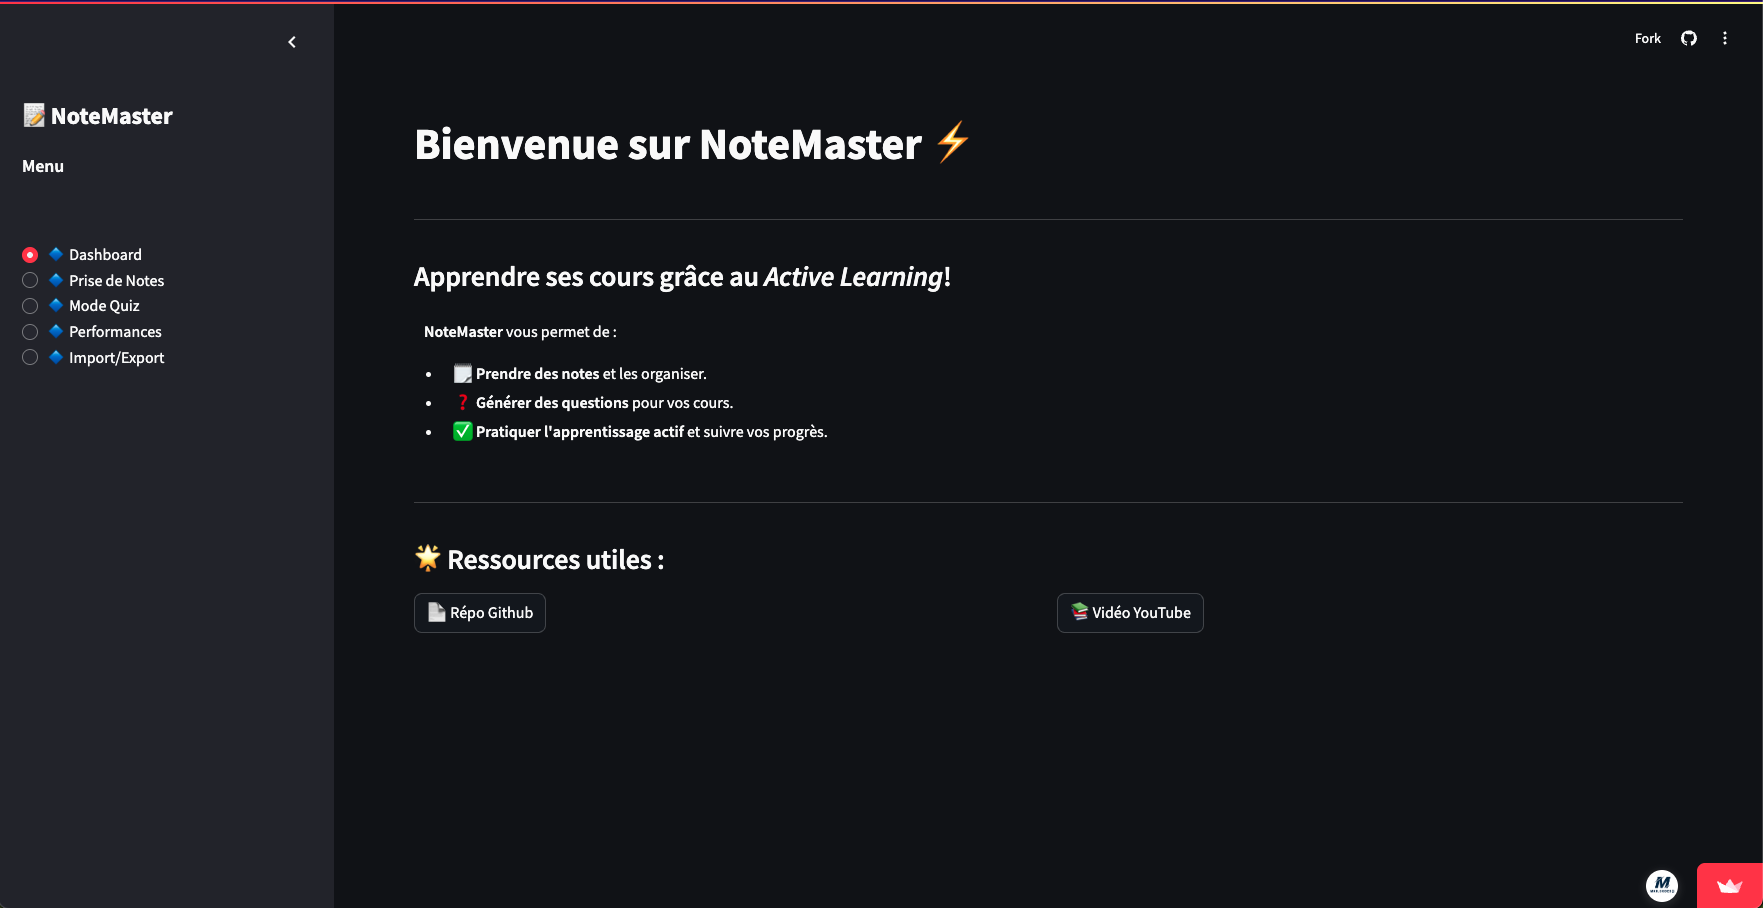 Fork
📝 NoteMaster
Menu
🔷 Dashboard
🔷 Prise de Notes
🔷 Mode Quiz
🔷 Performances
🔷 Import/Export
Bienvenue sur NoteMaster ⚡
Apprendre ses cours grâce au Active Learning!
NoteMaster vous permet de :
• 🗒️ Prendre des notes et les organiser.
• ❓ Générer des questions pour vos cours.
• ✅ Pratiquer l'apprentissage actif et suivre vos progrès.
🌟 Ressources utiles :
📄 Répo Github
📚 Vidéo YouTube
M